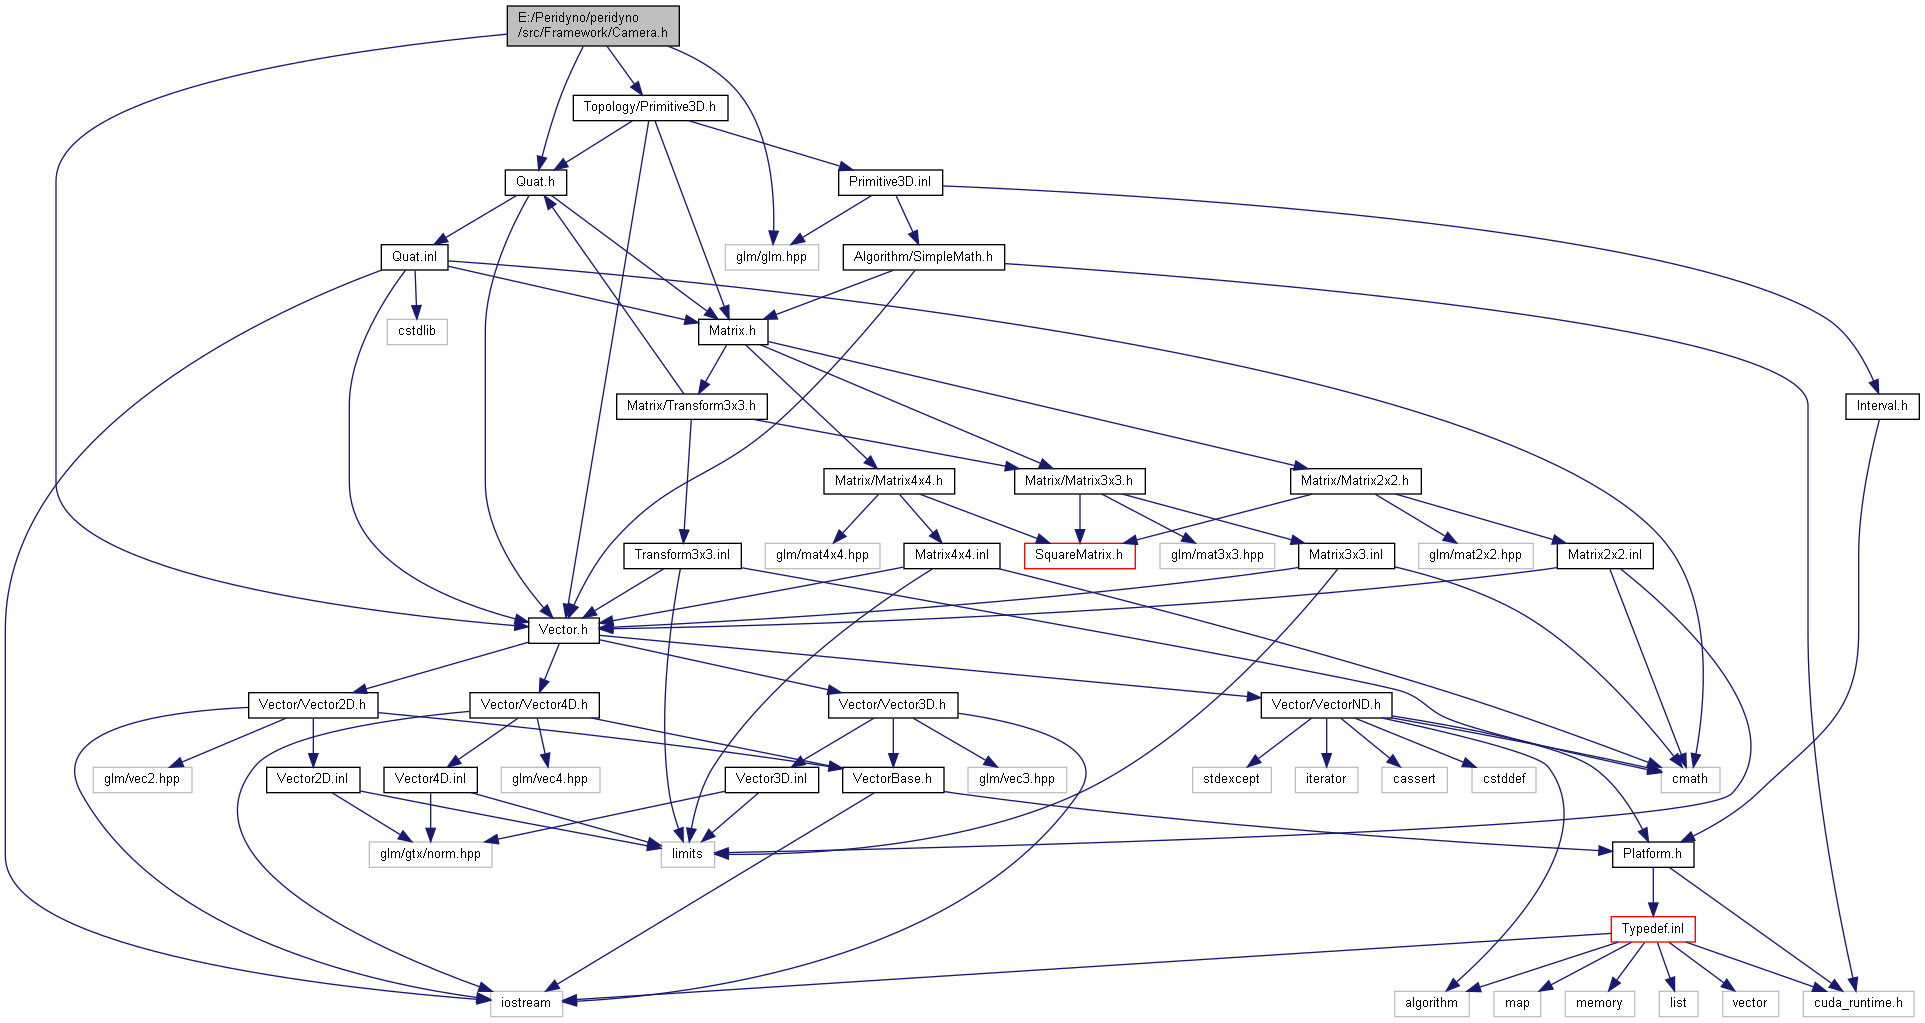 E:/Peridyno/peridyno
/src/Framework/Camera.h
Topology/Primitive3D.h
Quat.h
Primitive3D.inl
Quat.inl
glm/glm.hpp
Algorithm/SimpleMath.h
cstdlib
Matrix.h
Matrix/Transform3x3.h
Interval.h
Matrix/Matrix4x4.h
Matrix/Matrix3x3.h
Matrix/Matrix2x2.h
Transform3x3.inl
glm/mat4x4.hpp
Matrix4x4.inl
SquareMatrix.h
glm/mat3x3.hpp
Matrix3x3.inl
glm/mat2x2.hpp
Matrix2x2.inl
Vector.h
Vector/Vector2D.h
Vector/Vector4D.h
Vector/Vector3D.h
Vector/VectorND.h
glm/vec2.hpp
Vector2D.inl
Vector4D.inl
glm/vec4.hpp
Vector3D.inl
VectorBase.h
glm/vec3.hpp
stdexcept
iterator
cassert
cstddef
cmath
glm/gtx/norm.hpp
limits
Platform.h
Typedef.inl
iostream
algorithm
map
memory
list
vector
cuda_runtime.h